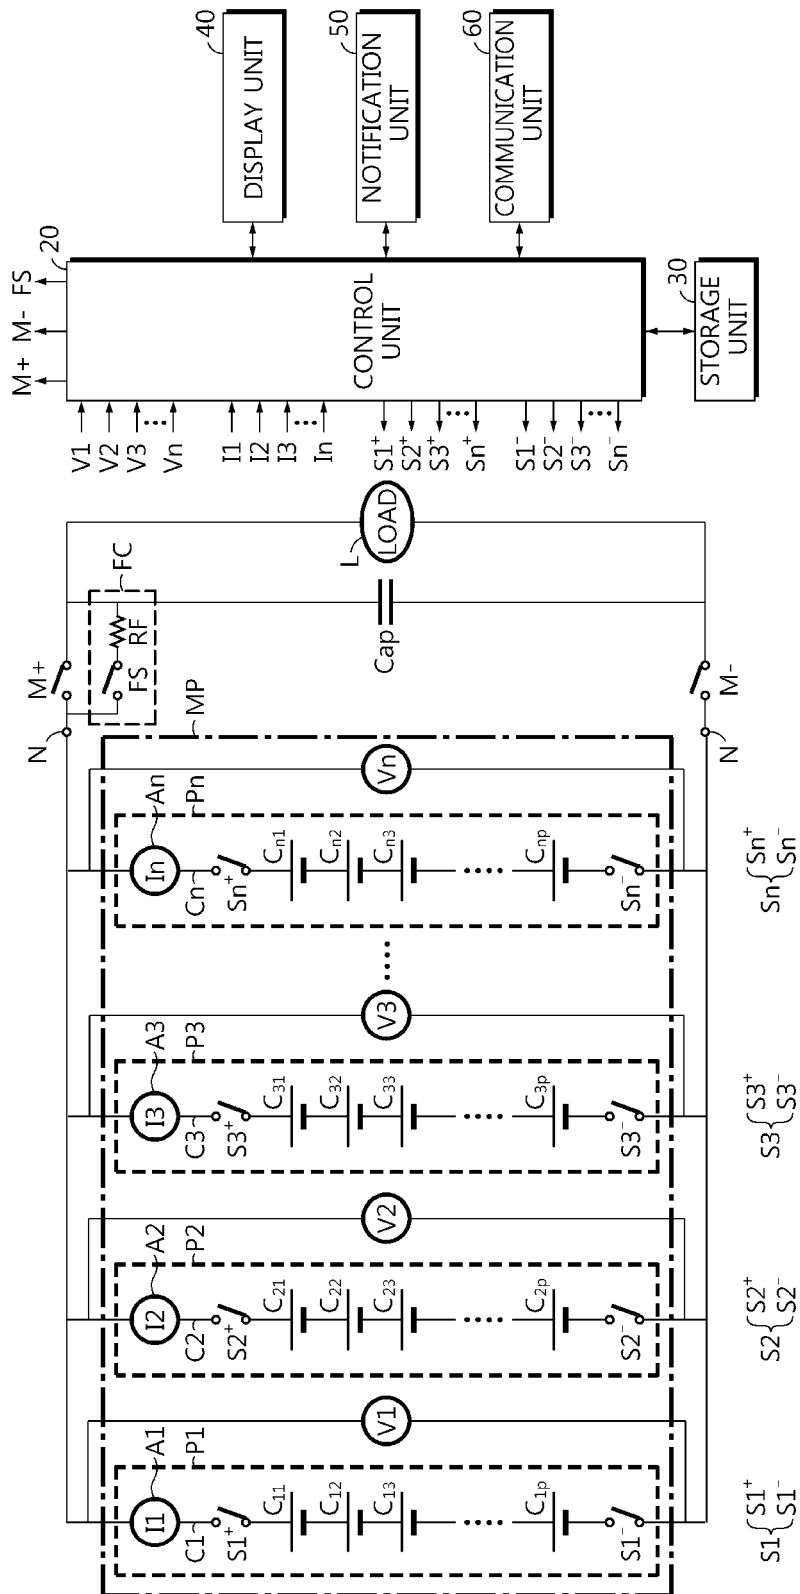 40
DISPLAY UNIT
50
NOTIFICATION
UNIT
60
COMMUNICATION
UNIT
20
CONTROL
UNIT
30
STORAGE
UNIT
M+ M- FS
V1
V2
V3
Vn
I1
I2
I3
In
S1⁺
S2⁺
S3⁺
Sn⁺
S1⁻
S2⁻
S3⁻
Sn⁻
L
LOAD
Cap
FC
RF
FS
M+
M-
N
N
MP
I1
A1
P1
C1
S1⁺
C₁₁
C₁₂
C₁₃
C₁ₚ
S1⁻
V1
I2
A2
P2
C2
S2⁺
C₂₁
C₂₂
C₂₃
C₂ₚ
S2⁻
V2
I3
A3
P3
C3
S3⁺
C₃₁
C₃₂
C₃₃
C₃ₚ
S3⁻
V3
In
An
Pn
Cn
Sn⁺
Cₙ₁
Cₙ₂
Cₙ₃
Cₙₚ
Sn⁻
Vn
S1{S1⁺
S1⁻
S2{S2⁺
S2⁻
S3{S3⁺
S3⁻
Sn{Sn⁺
Sn⁻